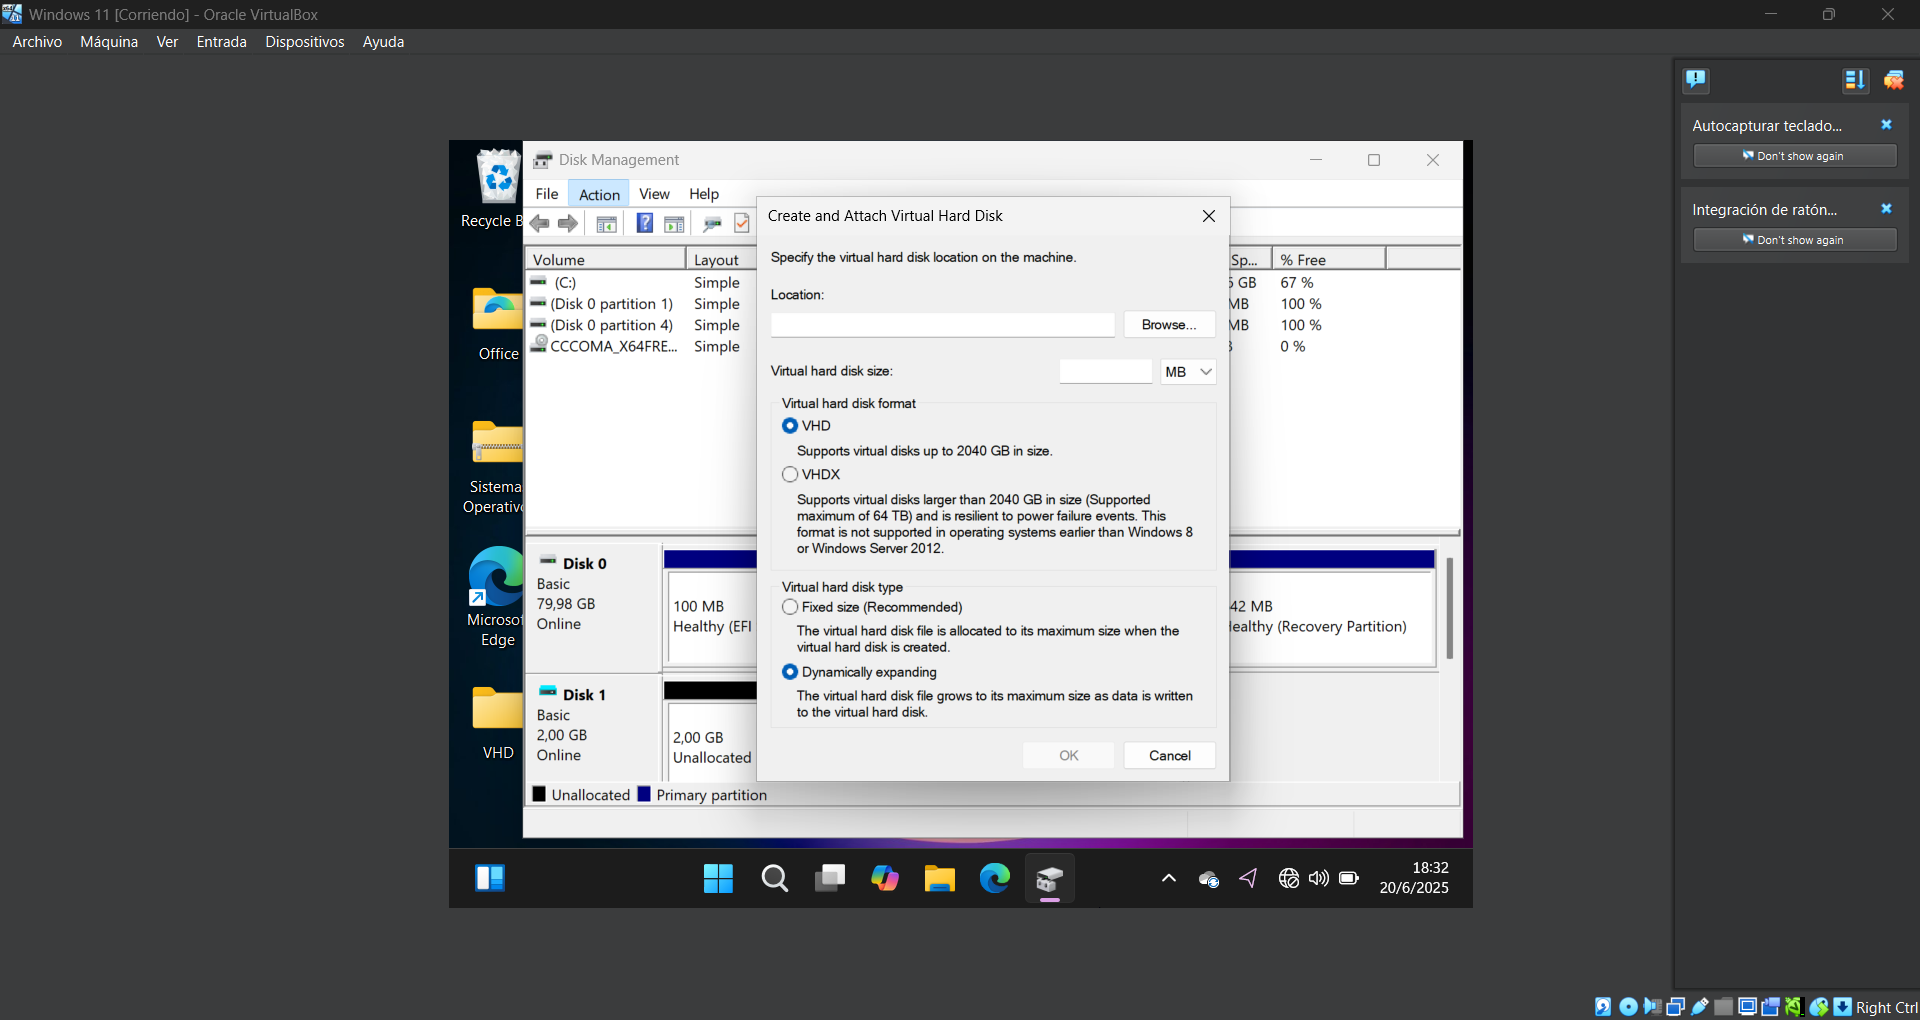 Windows 11 [Corriendo] - Oracle VirtualBox
Archivo Máquina Ver Entrada Dispositivos Ayuda
Autocapturar teclado...
Don't show again
Integración de ratón...
Don't show again
Recycle B
Office
Sistema
Operativ
Microsof
Edge
VHD
Disk Management
File Action View Help
Volume Layout Sp... % Free
(C:) Simple GB 67 %
(Disk 0 partition 1) Simple MB 100 %
(Disk 0 partition 4) Simple MB 100 %
CCCOMA_X64FRE... Simple 0 %
Disk 0
Basic
79,98 GB
Online
100 MB
Healthy (EFI
42 MB
Healthy (Recovery Partition)
Disk 1
Basic
2,00 GB
Online
2,00 GB
Unallocated
Unallocated Primary partition
Create and Attach Virtual Hard Disk
Specify the virtual hard disk location on the machine.
Location:
Browse...
Virtual hard disk size:
MB
Virtual hard disk format
VHD
Supports virtual disks up to 2040 GB in size.
VHDX
Supports virtual disks larger than 2040 GB in size (Supported
maximum of 64 TB) and is resilient to power failure events. This
format is not supported in operating systems earlier than Windows 8
or Windows Server 2012.
Virtual hard disk type
Fixed size (Recommended)
The virtual hard disk file is allocated to its maximum size when the
virtual hard disk is created.
Dynamically expanding
The virtual hard disk file grows to its maximum size as data is written
to the virtual hard disk.
OK Cancel
18:32
20/6/2025
Right Ctrl